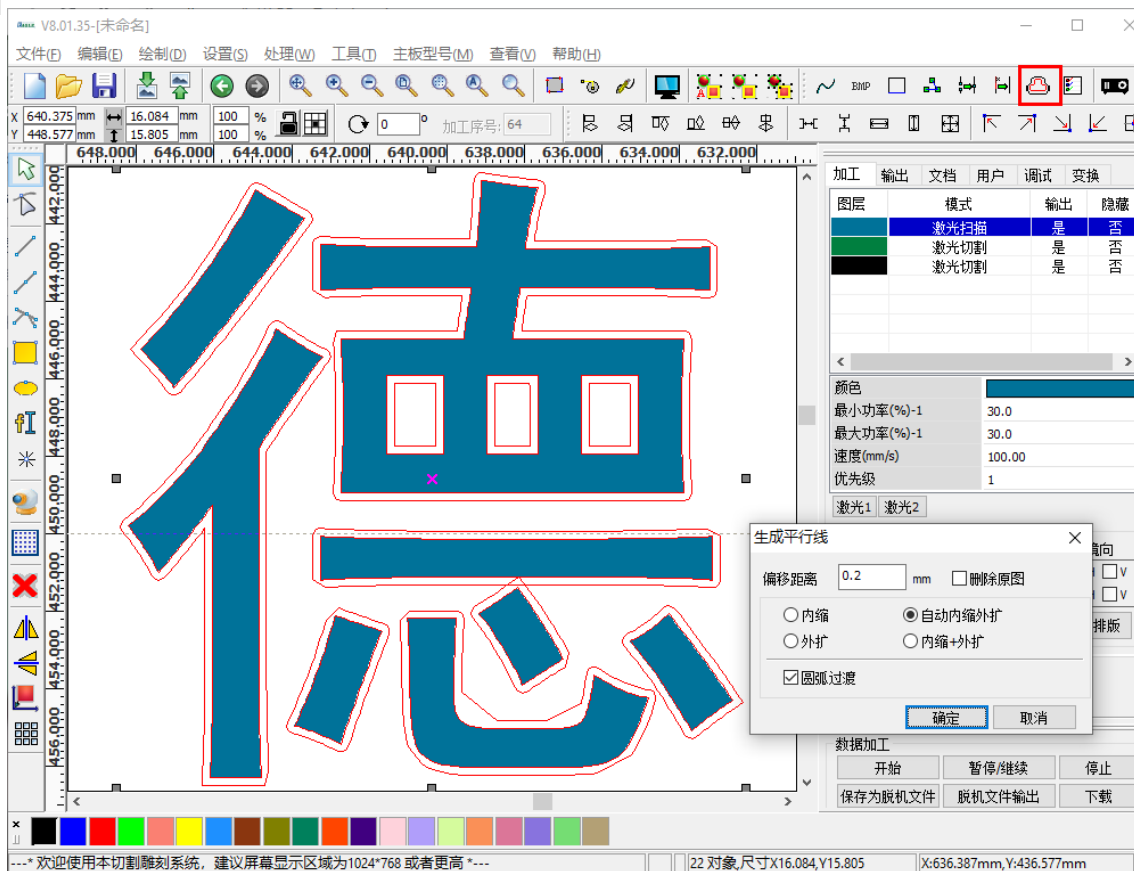 V8.01.35-[未命名]
文件(F) 编辑(E) 绘制(D) 设置(S) 处理(W) 工具(T) 主板型号(M) 查看(V) 帮助(H)
BMP
X 640.375 mm 16.084 mm 100 %
Y 448.577 mm 15.805 mm 100 %
0 ° 加工序号: 64
648.000 646.000 644.000 642.000 640.000 638.000 636.000 634.000 632.000
442.000
444.000
446.000
448.000
450.000
452.000
454.000
456.000
德
加工 输出 文档 用户 调试 变换
图层 模式 输出 隐藏
激光扫描 是 否
激光切割 是 否
激光切割 是 否
颜色
最小功率(%)-1 30.0
最大功率(%)-1 30.0
速度(mm/s) 100.00
优先级 1
激光1 激光2
生成平行线
偏移距离 0.2 mm 删除原图
内缩 自动内缩外扩
外扩 内缩+外扩
圆弧过渡
确定 取消
V
V
排版
数据加工
开始 暂停/继续 停止
保存为脱机文件 脱机文件输出 下载
---* 欢迎使用本切割雕刻系统，建议屏幕显示区域为1024*768 或者更高 *---
22 对象,尺寸X16.084,Y15.805
X:636.387mm,Y:436.577mm